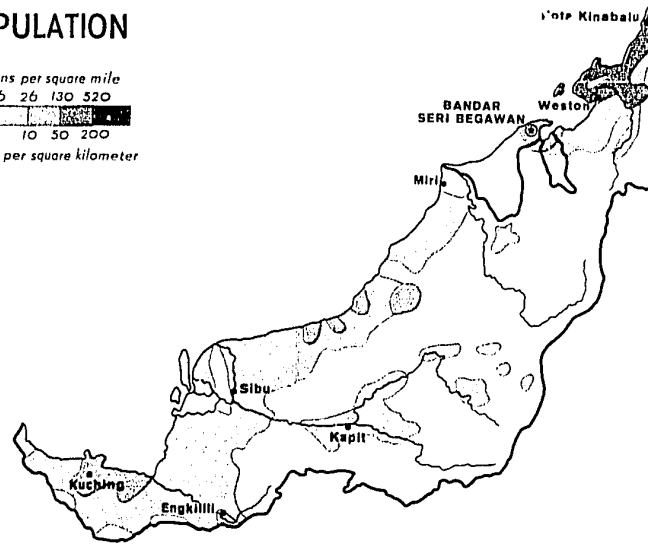 PULATION
ns per square mile
6 26 130 520
10 50 200
per square kilometer
Kinabalu
Weston
BANDAR
SERI BEGAWAN
Miri
Sibu
Kapit
Kuching
Engkilili